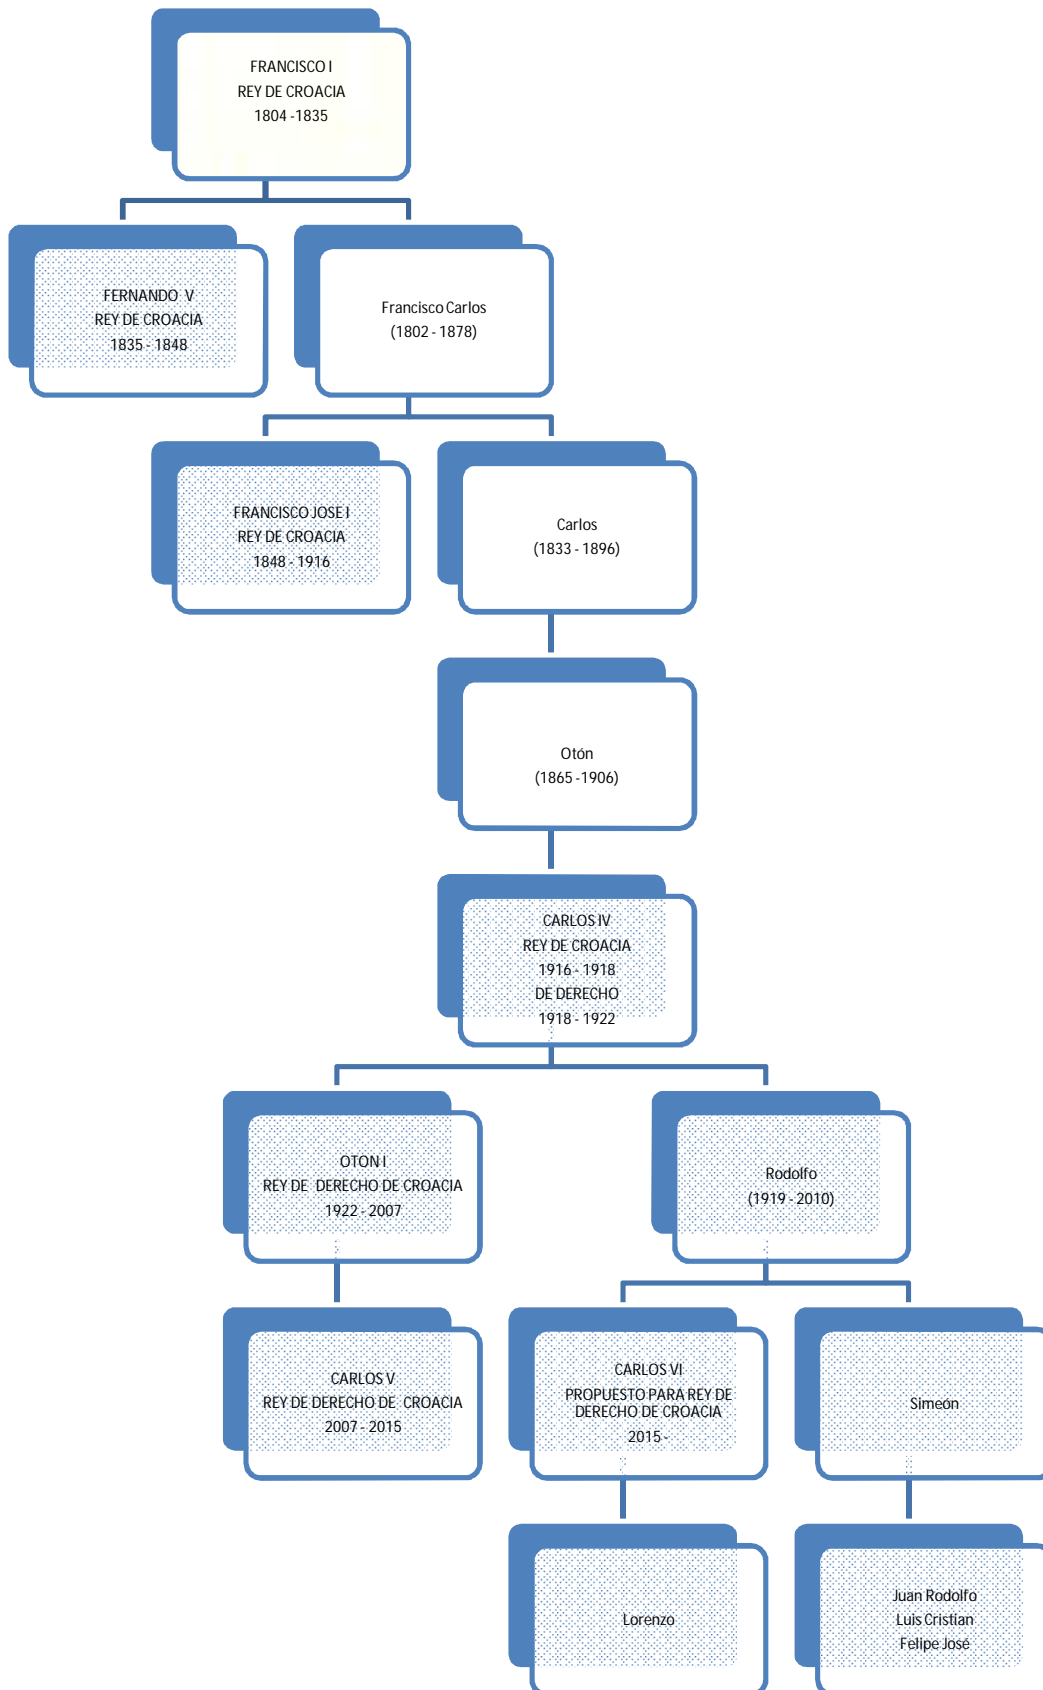 FRANCISCO I
REY DE CROACIA
1804 -1835
FERNANDO V
REY DE CROACIA
1835 - 1848
Francisco Carlos
(1802 - 1878)
FRANCISCO JOSE I
REY DE CROACIA
1848 - 1916
Carlos
(1833 - 1896)
Otón
(1865 -1906)
CARLOS IV
REY DE CROACIA
1916 - 1918
DE DERECHO
1918 - 1922
OTON I
REY DE DERECHO DE CROACIA
1922 - 2007
Rodolfo
(1919 - 2010)
CARLOS V
REY DE DERECHO DE CROACIA
2007 - 2015
CARLOS VI
PROPUESTO PARA REY DE
DERECHO DE CROACIA
2015 -
Simeón
Lorenzo
Juan Rodolfo
Luis Cristian
Felipe José